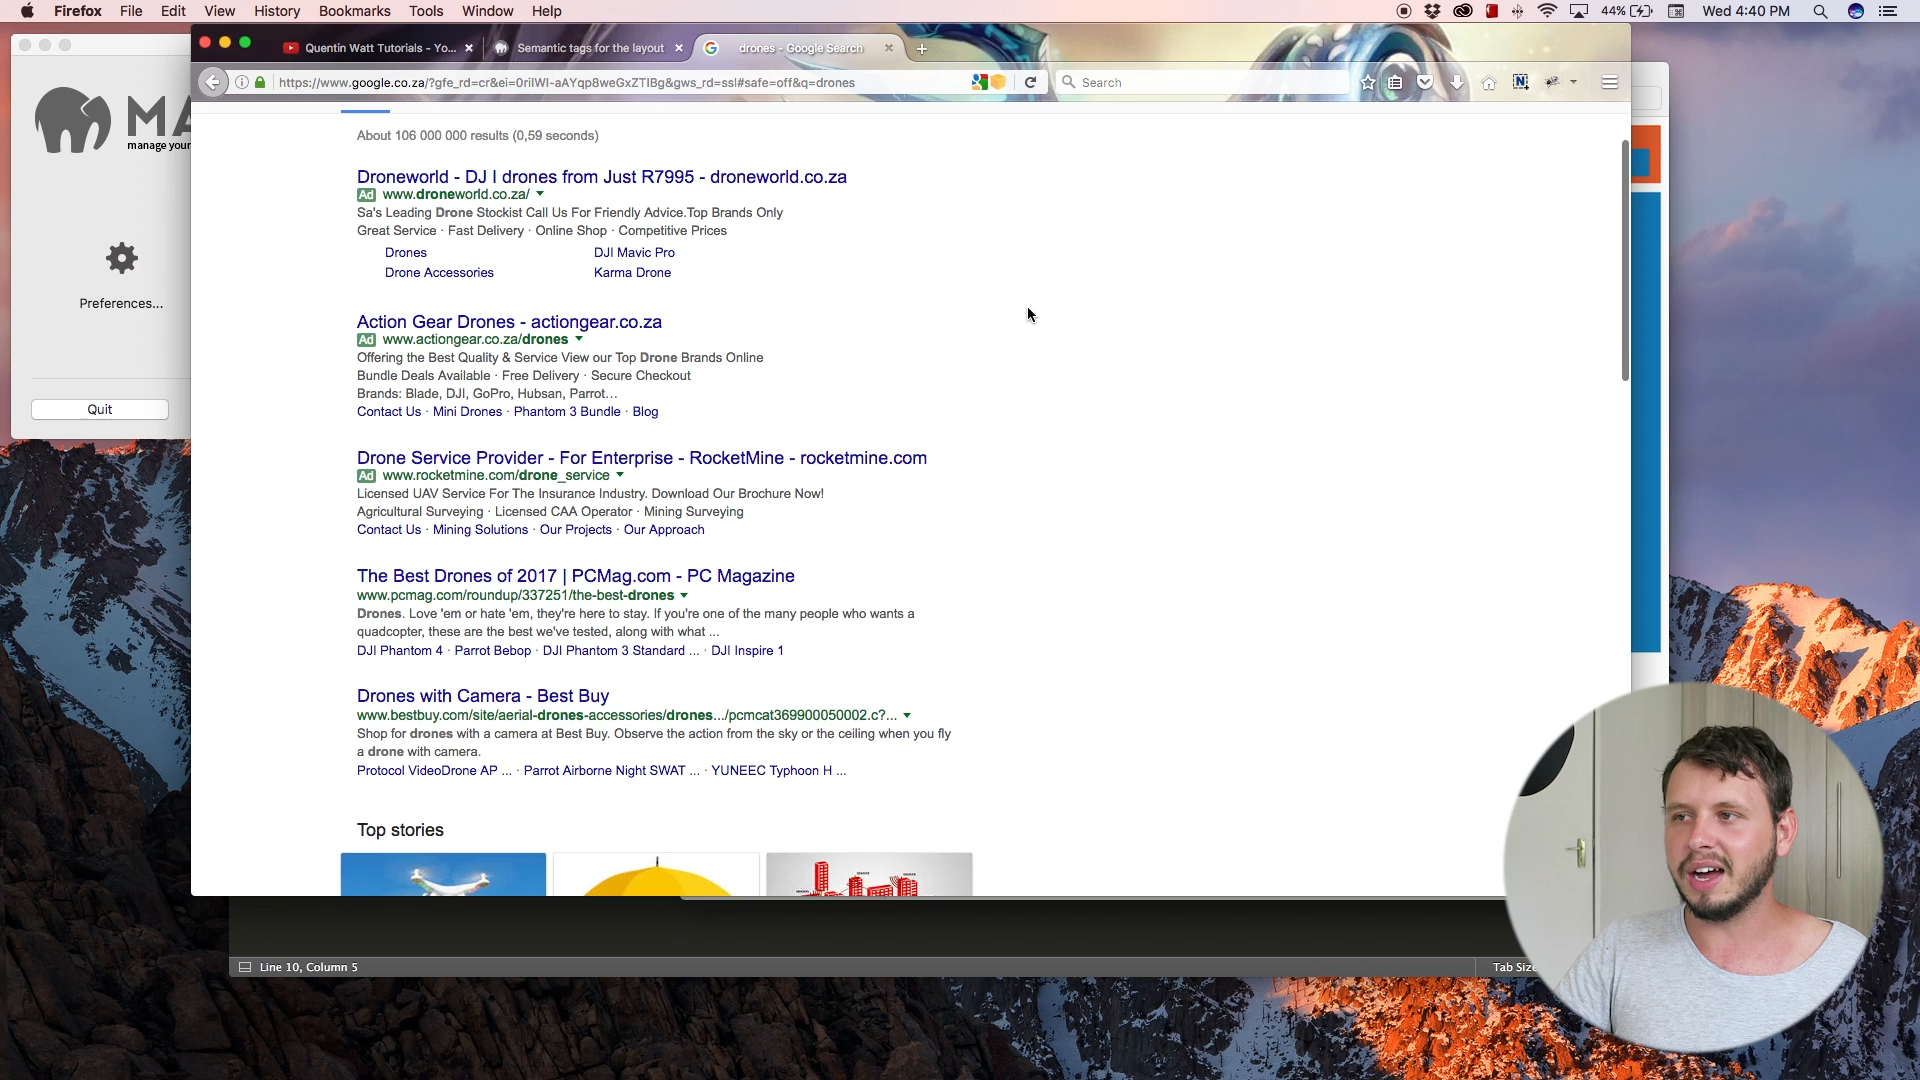 Firefox File Edit View History Bookmarks Tools Window Help
44%
Wed 4:40 PM
Quentin Watt Tutorials - Yo...
Semantic tags for the layout
drones - Google Search
https://www.google.co.za/?gfe_rd=cr&ei=0riIWI-aAYqp8weGxZTIBg&gws_rd=ssl#safe=off&q=drones
Search
MA
manage your
Preferences...
Quit
About 106 000 000 results (0,59 seconds)
Droneworld - DJ I drones from Just R7995 - droneworld.co.za
Ad www.droneworld.co.za/
Sa's Leading Drone Stockist Call Us For Friendly Advice.Top Brands Only
Great Service · Fast Delivery · Online Shop · Competitive Prices
Drones DJI Mavic Pro
Drone Accessories Karma Drone
Action Gear Drones - actiongear.co.za
Ad www.actiongear.co.za/drones
Offering the Best Quality & Service View our Top Drone Brands Online
Bundle Deals Available · Free Delivery · Secure Checkout
Brands: Blade, DJI, GoPro, Hubsan, Parrot…
Contact Us · Mini Drones · Phantom 3 Bundle · Blog
Drone Service Provider - For Enterprise - RocketMine - rocketmine.com
Ad www.rocketmine.com/drone_service
Licensed UAV Service For The Insurance Industry. Download Our Brochure Now!
Agricultural Surveying · Licensed CAA Operator · Mining Surveying
Contact Us · Mining Solutions · Our Projects · Our Approach
The Best Drones of 2017 | PCMag.com - PC Magazine
www.pcmag.com/roundup/337251/the-best-drones
Drones. Love 'em or hate 'em, they're here to stay. If you're one of the many people who wants a
quadcopter, these are the best we've tested, along with what ...
DJI Phantom 4 · Parrot Bebop · DJI Phantom 3 Standard ... · DJI Inspire 1
Drones with Camera - Best Buy
www.bestbuy.com/site/aerial-drones-accessories/drones.../pcmcat369900050002.c?...
Shop for drones with a camera at Best Buy. Observe the action from the sky or the ceiling when you fly
a drone with camera.
Protocol VideoDrone AP ... · Parrot Airborne Night SWAT ... · YUNEEC Typhoon H ...
Top stories
Line 10, Column 5
Tab Size